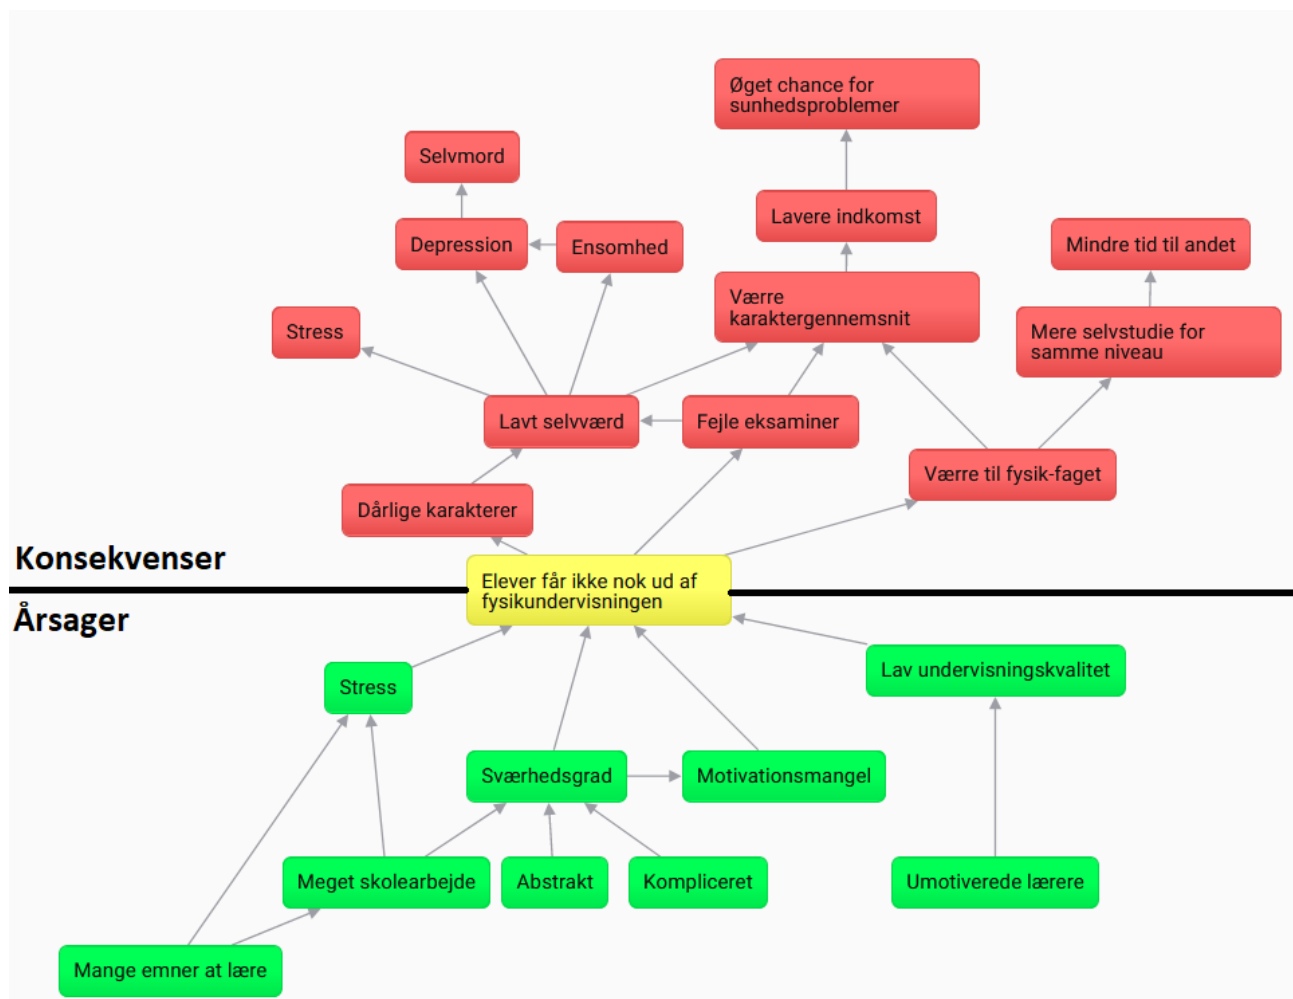 Øget chance for
sunhedsproblemer
Selvmord
Lavere indkomst
Depression
Ensomhed
Mindre tid til andet
Værre
karaktergennemsnit
Stress
Mere selvstudie for
samme niveau
Lavt selvværd
Fejle eksaminer
Værre til fysik-faget
Dårlige karakterer
Konsekvenser
Elever får ikke nok ud af
fysikundervisningen
Årsager
Stress
Lav undervisningskvalitet
Sværhedsgrad
Motivationsmangel
Meget skolearbejde
Abstrakt
Kompliceret
Umotiverede lærere
Mange emner at lære